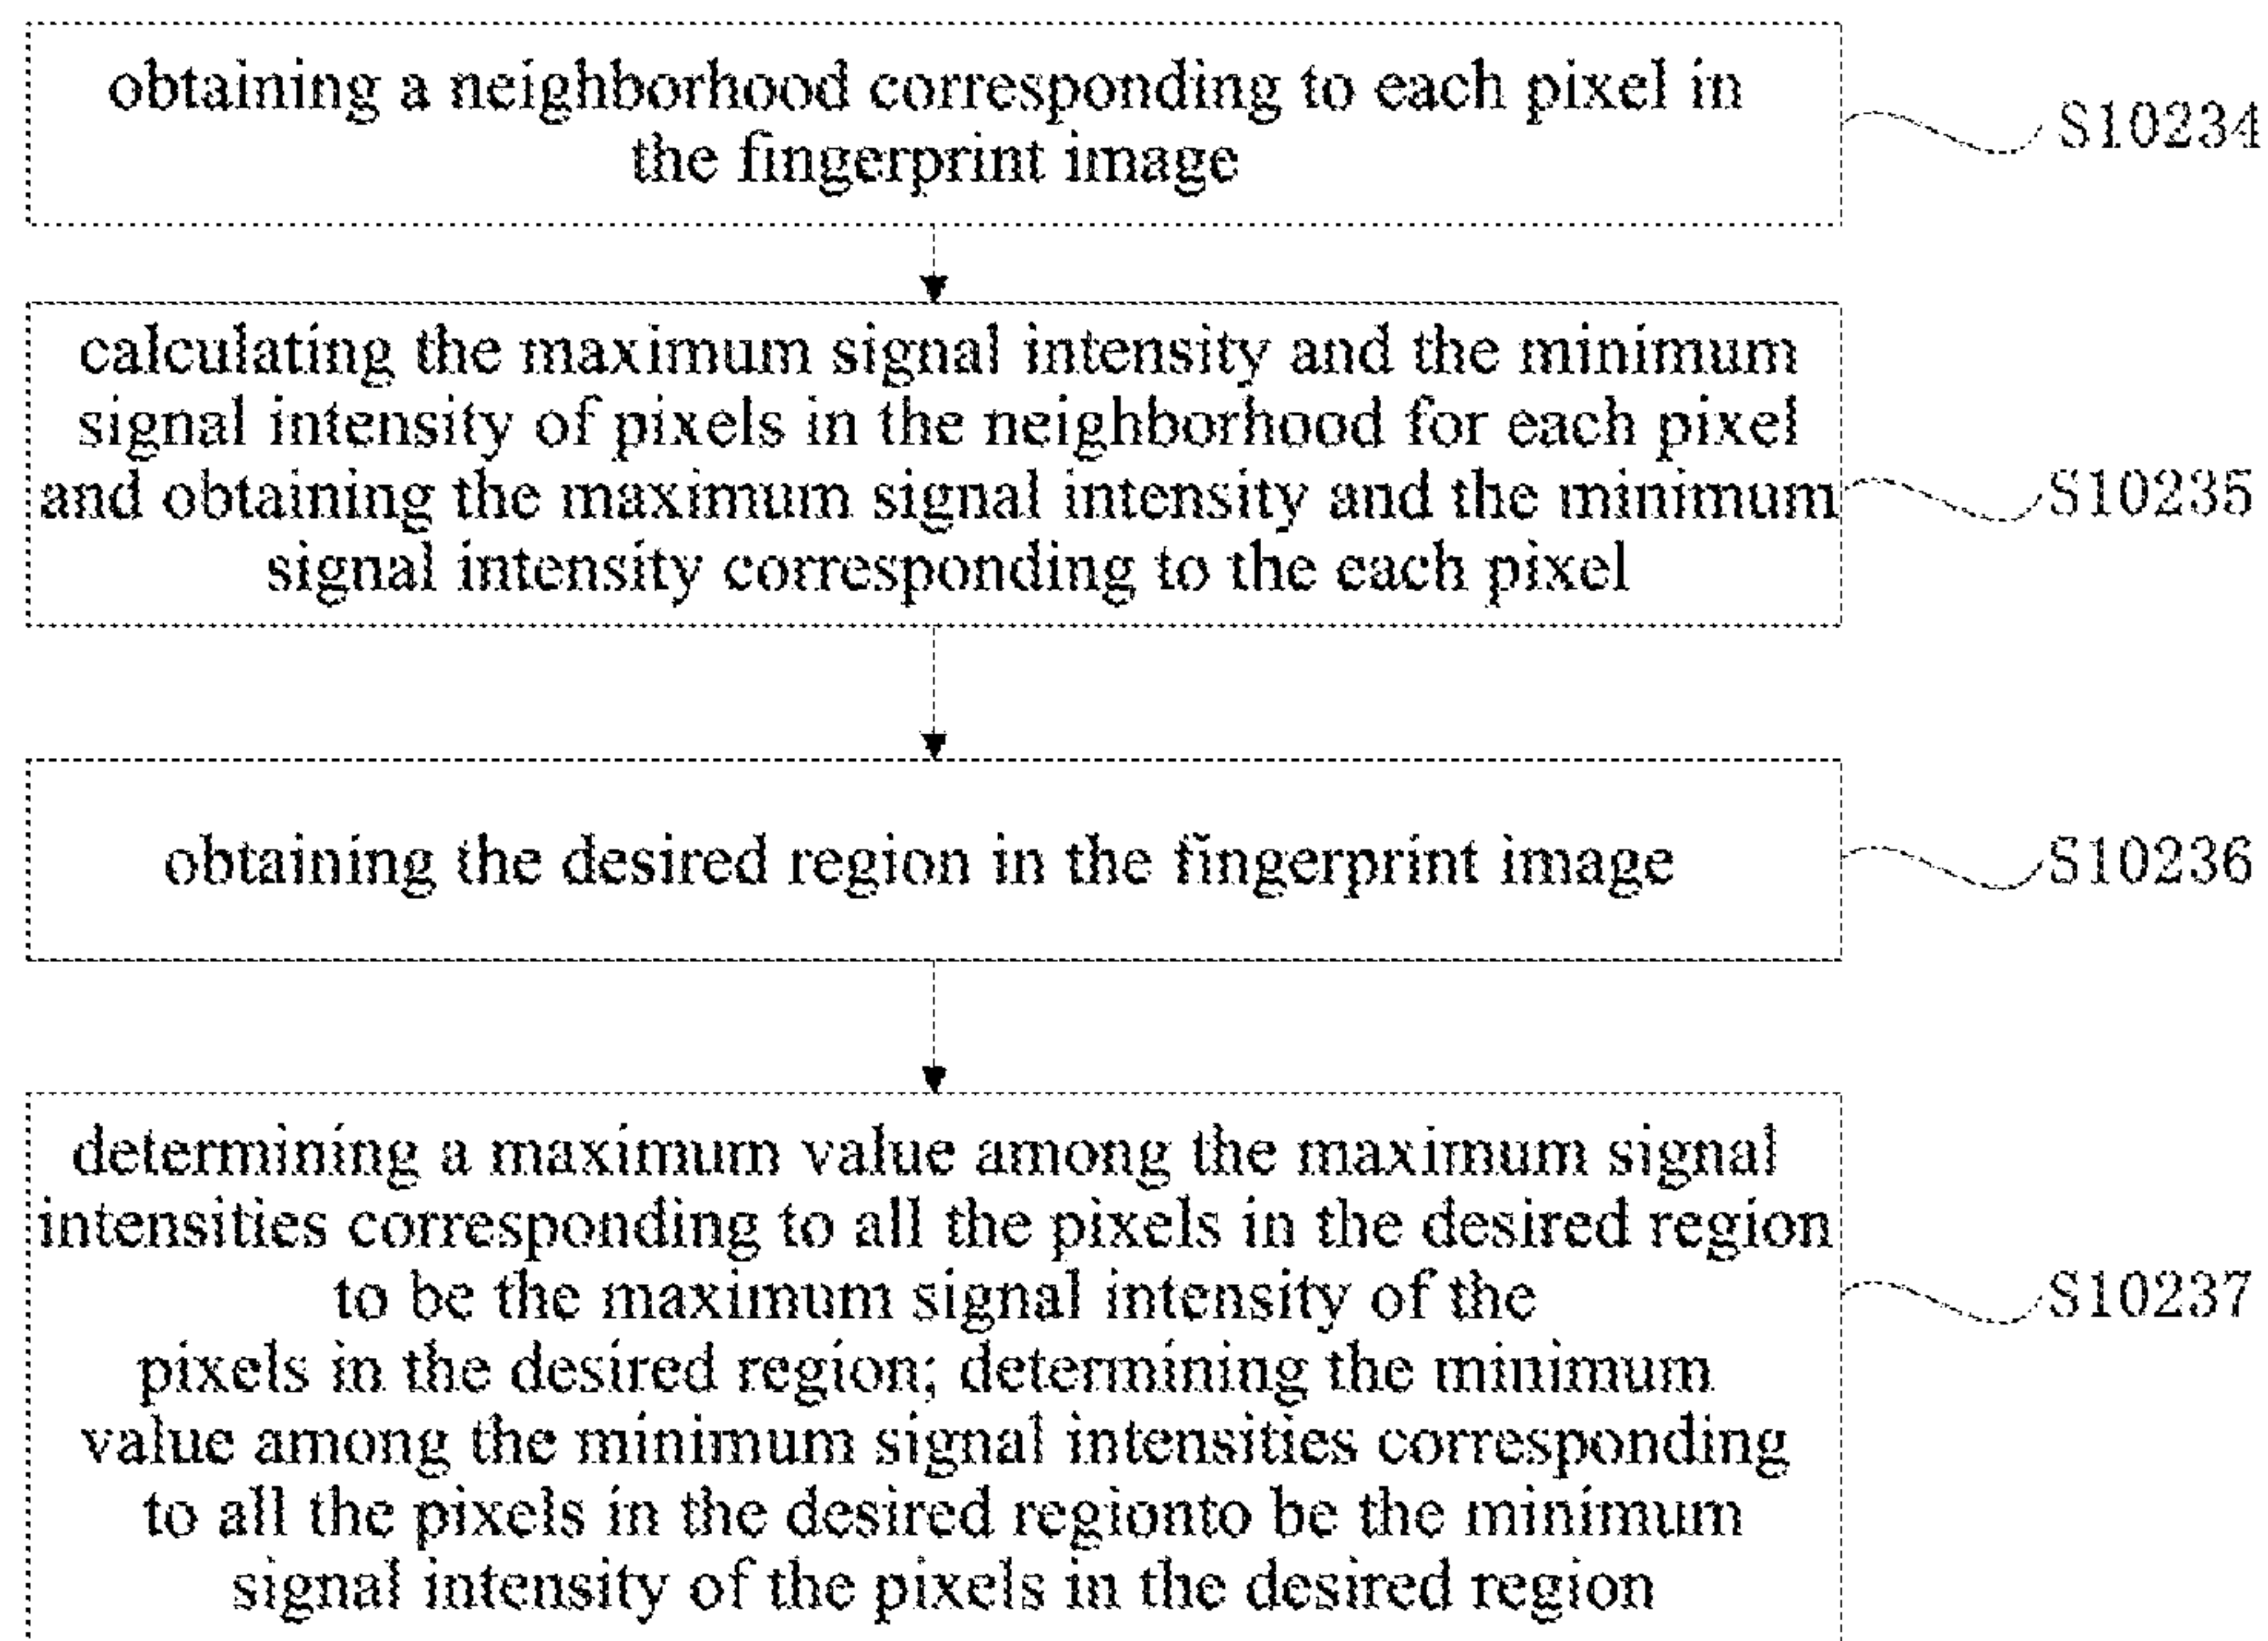 obtaining a neighborhood corresponding to each pixel in
the fingerprint image
S10234
calculating the maximum signal intensity and the minimum
signal intensity of pixels in the neighborhood for each pixel
and obtaining the maximum signal intensity and the minimum
signal intensity corresponding to the each pixel
S10235
obtaining the desired region in the fingerprint image
S10236
determining a maximum value among the maximum signal
intensities corresponding to all the pixels in the desired region
to be the maximum signal intensity of the
pixels in the desired region; determining the minimum
value among the minimum signal intensities corresponding
to all the pixels in the desired regionto be the minimum
signal intensity of the pixels in the desired region
S10237